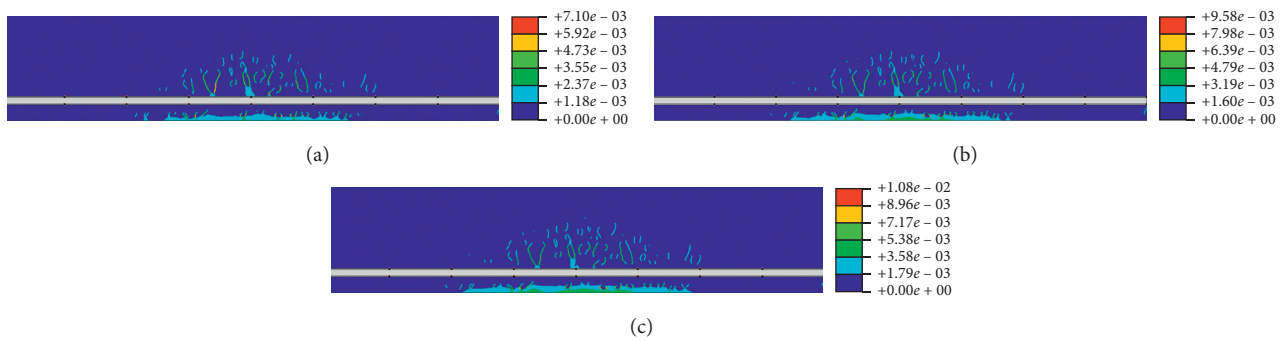 +7.10e – 03
+5.92e – 03
+4.73e – 03
+3.55e – 03
+2.37e – 03
+1.18e – 03
+0.00e + 00
(a)
+9.58e – 03
+7.98e – 03
+6.39e – 03
+4.79e – 03
+3.19e – 03
+1.60e – 03
+0.00e + 00
(b)
+1.08e – 02
+8.96e – 03
+7.17e – 03
+5.38e – 03
+3.58e – 03
+1.79e – 03
+0.00e + 00
(c)